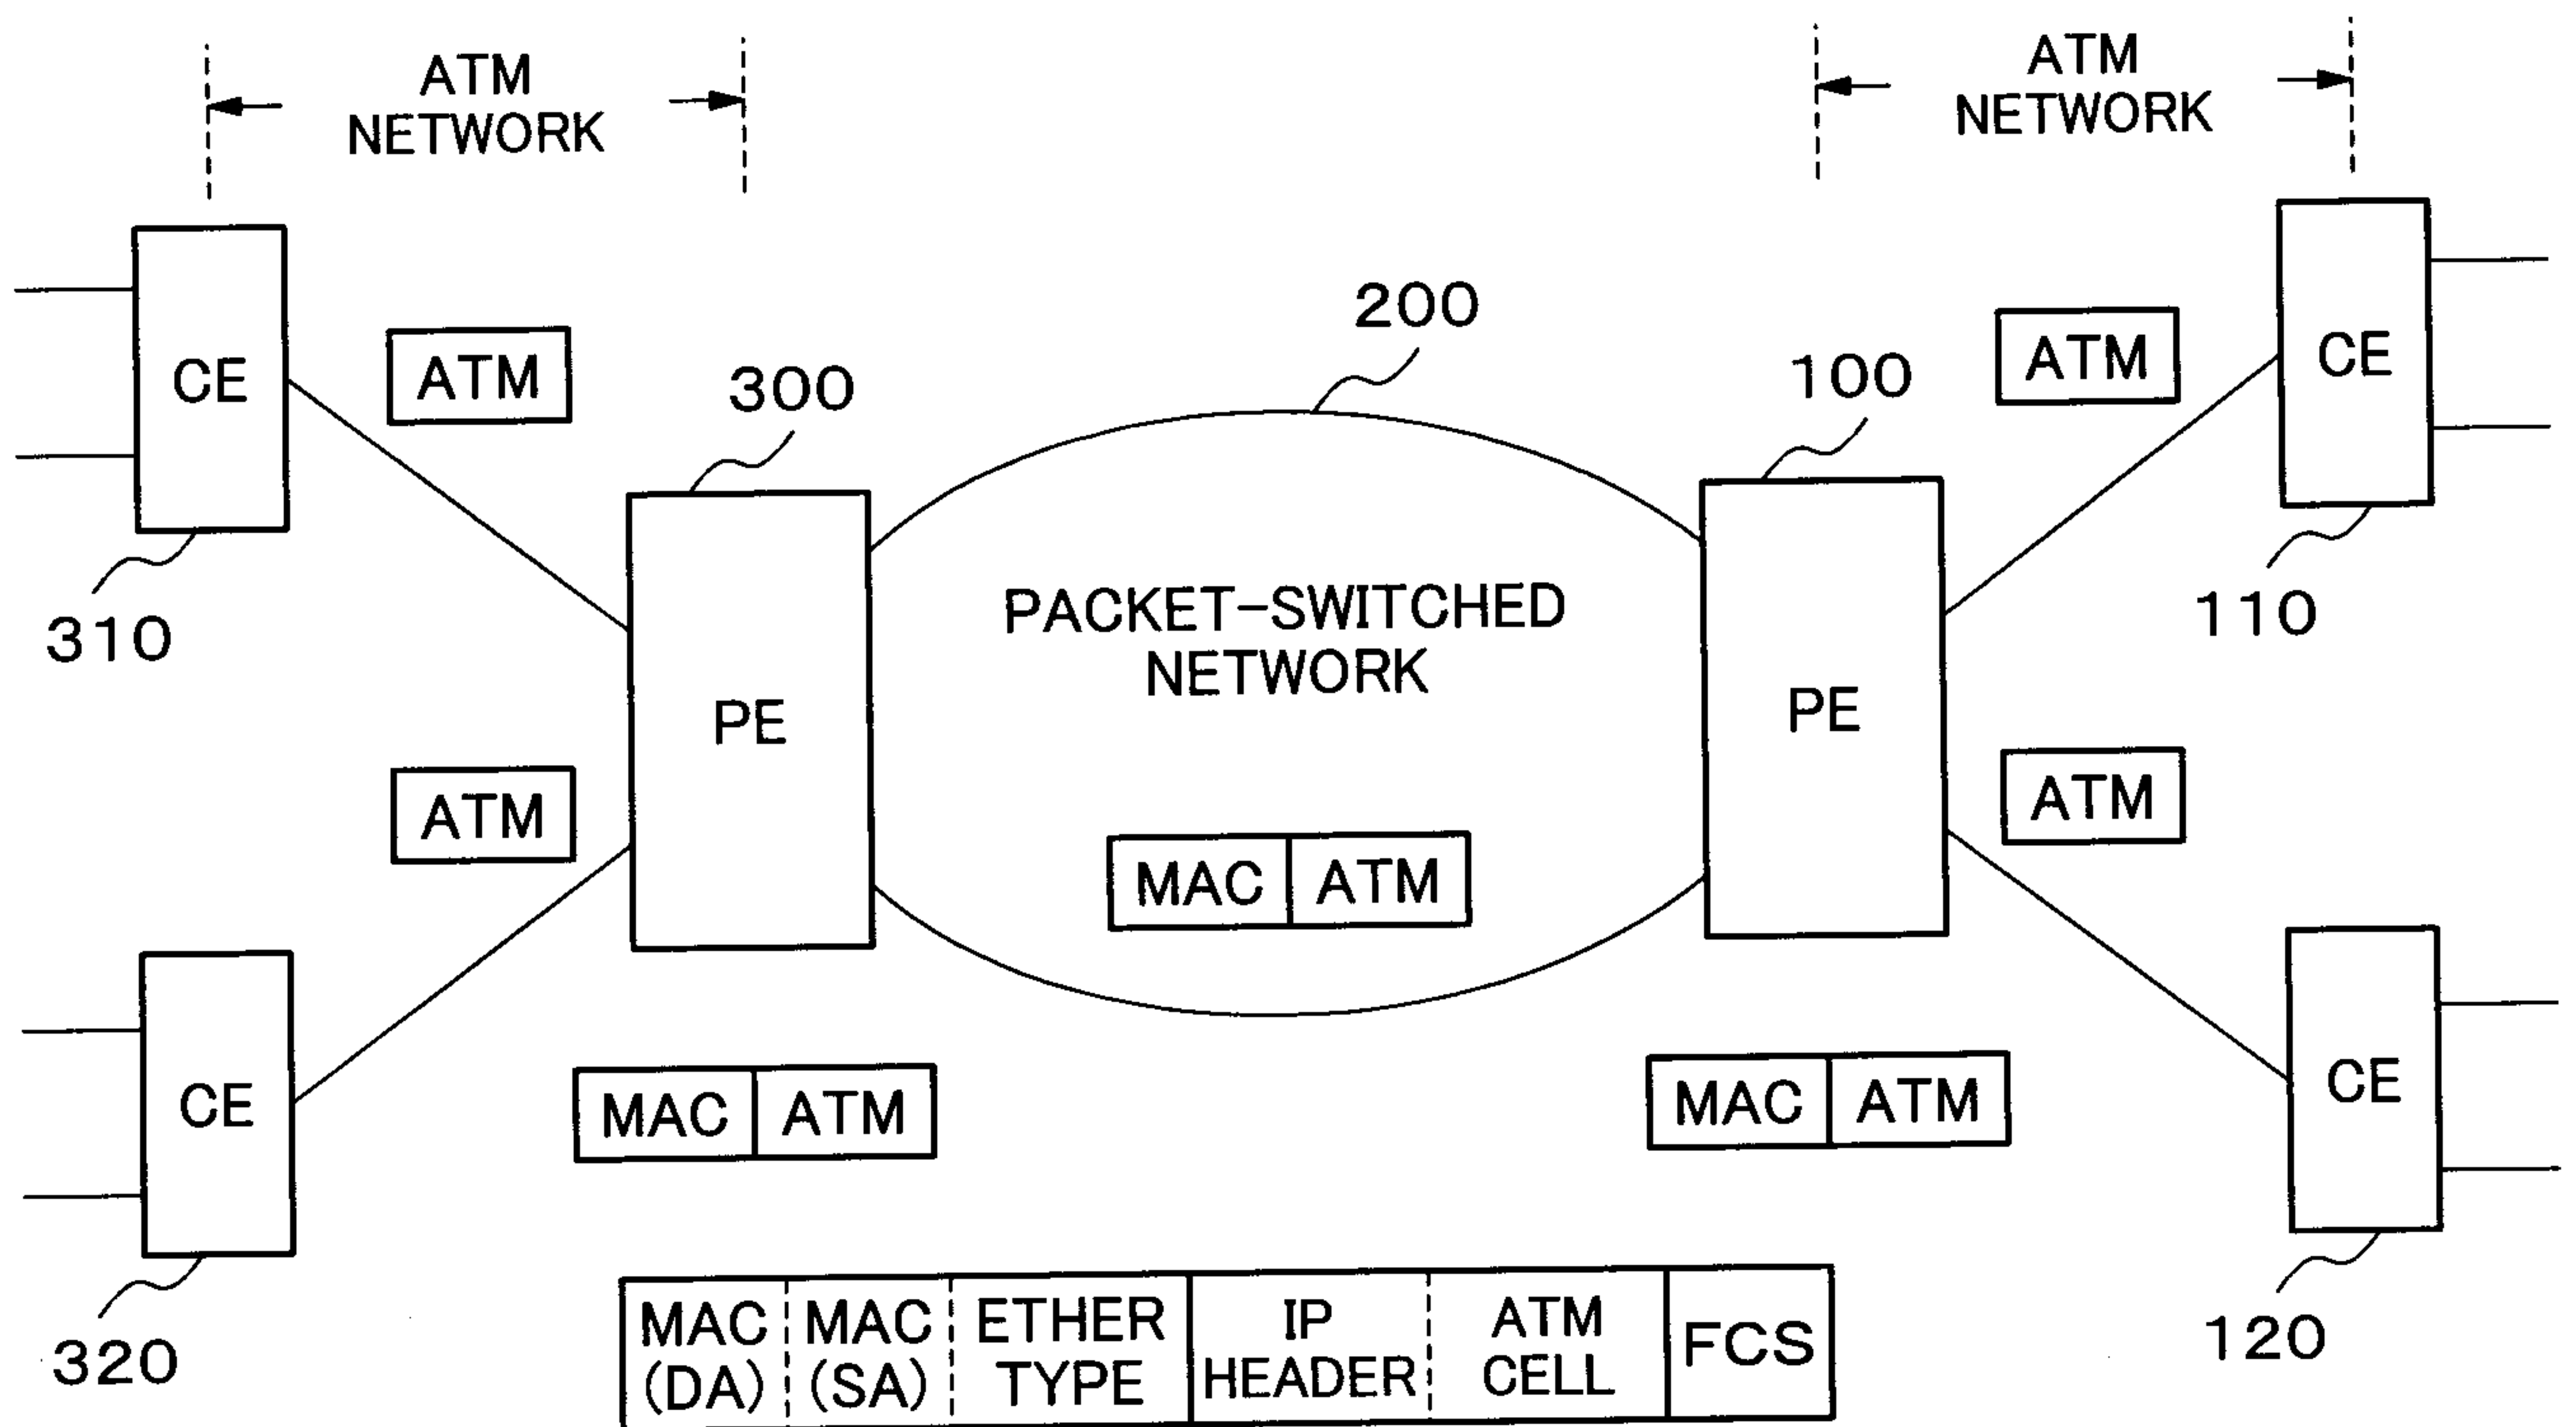 ATM
NETWORK
ATM
NETWORK
CE
ATM
300
200
100
ATM
CE
310
PACKET-SWITCHED
NETWORK
110
PE
PE
ATM
MAC ATM
ATM
CE
MAC ATM
MAC ATM
CE
320
MAC
(DA)
MAC
(SA)
ETHER
TYPE
IP
HEADER
ATM
CELL
FCS
120